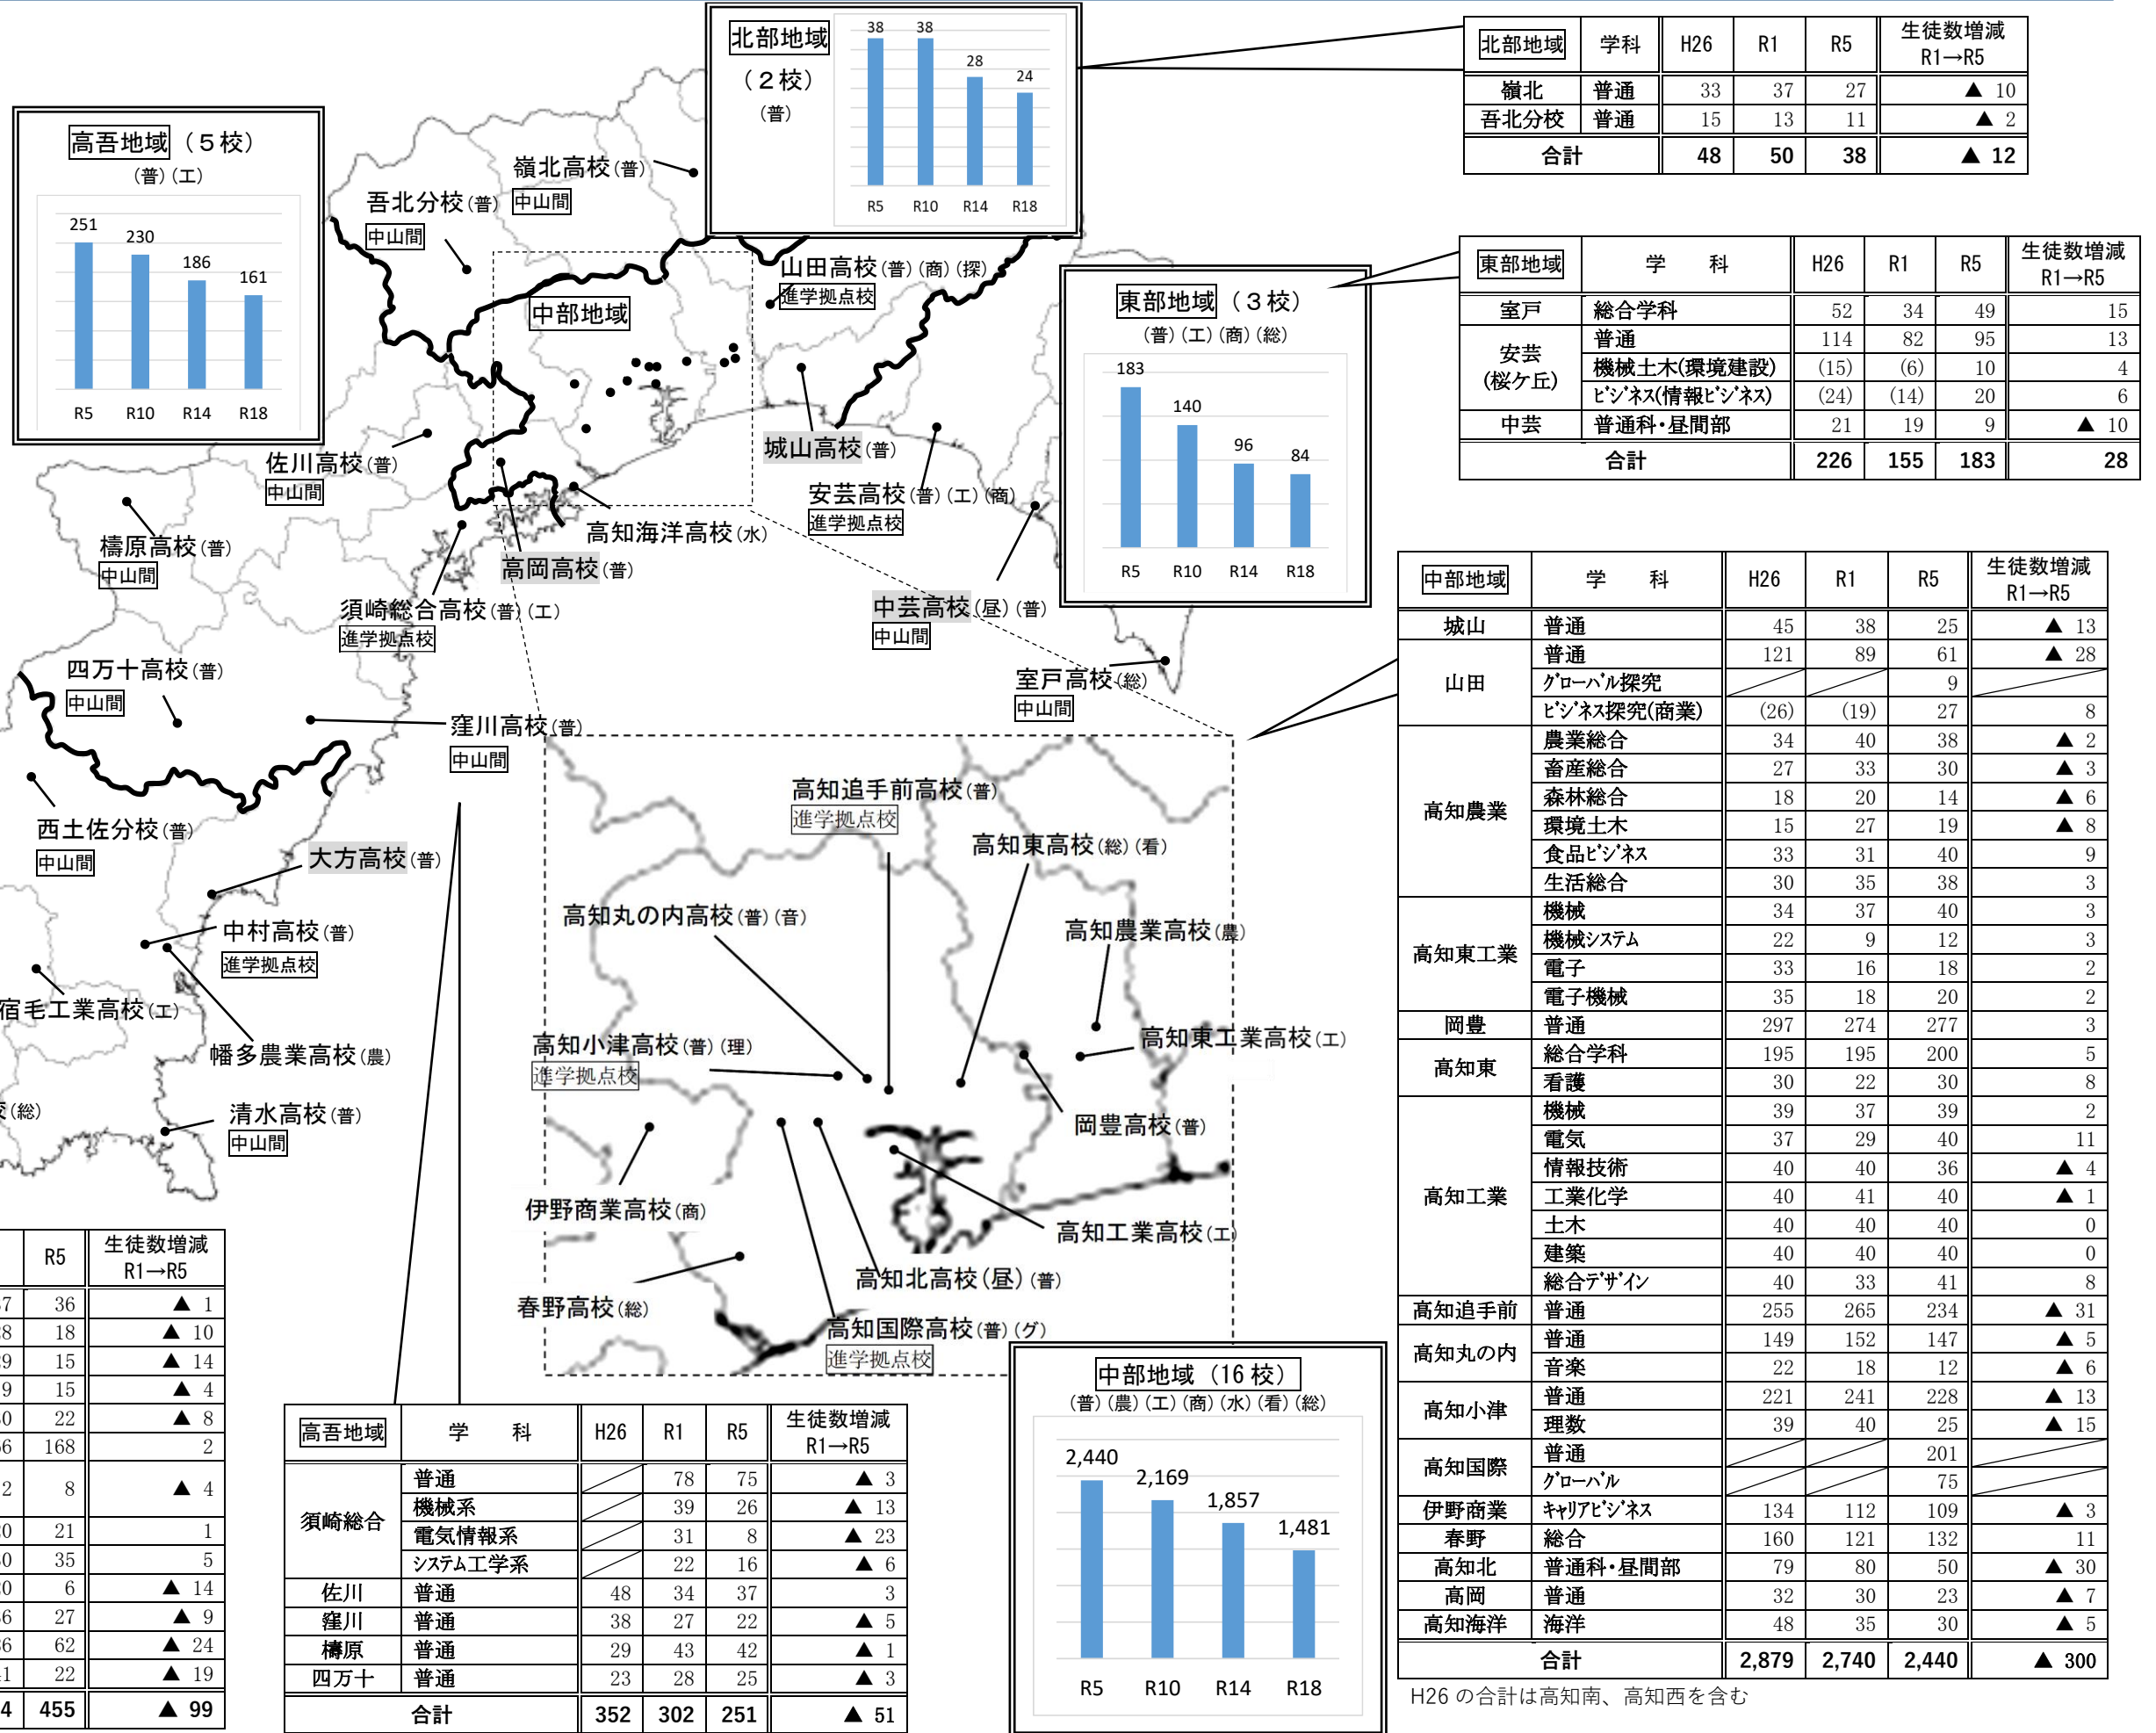 北部地域
（２校）
(普)
38 38 28 24
R5 R10 R14 R18
北部地域 学科 H26 R1 R5 生徒数増減 R1→R5
嶺北 普通 33 37 27 ▲ 10
吾北分校 普通 15 13 11 ▲ 2
合計 48 50 38 ▲ 12
高吾地域（５校）
(普)(工)
251 230 186 161
R5 R10 R14 R18
嶺北高校(普)
中山間
吾北分校(普)
中山間
山田高校(普)(商)(探)
進学拠点校
中部地域
東部地域（３校）
(普)(工)(商)(総)
183 140 96 84
R5 R10 R14 R18
東部地域 学　科 H26 R1 R5 生徒数増減 R1→R5
室戸 総合学科 52 34 49 15
安芸(桜ケ丘) 普通 114 82 95 13
機械土木(環境建設) (15) (6) 10 4
ﾋﾞｼﾞﾈｽ(情報ﾋﾞｼﾞﾈｽ) (24) (14) 20 6
中芸 普通科・昼間部 21 19 9 ▲ 10
合計 226 155 183 28
城山高校(普)
佐川高校(普)
中山間
安芸高校(普)(工)(商)
進学拠点校
高知海洋高校(水)
檮原高校(普)
中山間
高岡高校(普)
須崎総合高校(普)(工)
進学拠点校
中芸高校(昼)(普)
中山間
四万十高校(普)
中山間
室戸高校(総)
中山間
窪川高校(普)
中山間
西土佐分校(普)
中山間
大方高校(普)
中村高校(普)
進学拠点校
宿毛工業高校(工)
幡多農業高校(農)
(総)
清水高校(普)
中山間
高知追手前高校(普)
進学拠点校
高知東高校(総)(看)
高知丸の内高校(普)(音)
高知農業高校(農)
高知小津高校(普)(理)
進学拠点校
高知東工業高校(工)
岡豊高校(普)
伊野商業高校(商)
高知工業高校(工)
高知北高校(昼)(普)
春野高校(総)
高知国際高校(普)(グ)
進学拠点校
中部地域 学　科 H26 R1 R5 生徒数増減 R1→R5
城山 普通 45 38 25 ▲ 13
山田 普通 121 89 61 ▲ 28
ｸﾞﾛｰﾊﾞﾙ探究 9
ﾋﾞｼﾞﾈｽ探究(商業) (26) (19) 27 8
高知農業 農業総合 34 40 38 ▲ 2
畜産総合 27 33 30 ▲ 3
森林総合 18 20 14 ▲ 6
環境土木 15 27 19 ▲ 8
食品ﾋﾞｼﾞﾈｽ 33 31 40 9
生活総合 30 35 38 3
高知東工業 機械 34 37 40 3
機械ｼｽﾃﾑ 22 9 12 3
電子 33 16 18 2
電子機械 35 18 20 2
岡豊 普通 297 274 277 3
高知東 総合学科 195 195 200 5
看護 30 22 30 8
高知工業 機械 39 37 39 2
電気 37 29 40 11
情報技術 40 40 36 ▲ 4
工業化学 40 41 40 ▲ 1
土木 40 40 40 0
建築 40 40 40 0
総合ﾃﾞｻﾞｲﾝ 40 33 41 8
高知追手前 普通 255 265 234 ▲ 31
高知丸の内 普通 149 152 147 ▲ 5
音楽 22 18 12 ▲ 6
高知小津 普通 221 241 228 ▲ 13
理数 39 40 25 ▲ 15
高知国際 普通 201
ｸﾞﾛｰﾊﾞﾙ 75
伊野商業 ｷｬﾘｱﾋﾞｼﾞﾈｽ 134 112 109 ▲ 3
春野 総合 160 121 132 11
高知北 普通科・昼間部 79 80 50 ▲ 30
高岡 普通 32 30 23 ▲ 7
高知海洋 海洋 48 35 30 ▲ 5
合計 2,879 2,740 2,440 ▲ 300
H26 の合計は高知南、高知西を含む
R5 生徒数増減 R1→R5
7 36 ▲ 1
8 18 ▲ 10
9 15 ▲ 14
9 15 ▲ 4
0 22 ▲ 8
6 168 2
2 8 ▲ 4
0 21 1
0 35 5
0 6 ▲ 14
6 27 ▲ 9
6 62 ▲ 24
1 22 ▲ 19
4 455 ▲ 99
高吾地域 学　科 H26 R1 R5 生徒数増減 R1→R5
須崎総合 普通 78 75 ▲ 3
機械系 39 26 ▲ 13
電気情報系 31 8 ▲ 23
ｼｽﾃﾑ工学系 22 16 ▲ 6
佐川 普通 48 34 37 3
窪川 普通 38 27 22 ▲ 5
檮原 普通 29 43 42 ▲ 1
四万十 普通 23 28 25 ▲ 3
合計 352 302 251 ▲ 51
中部地域（16 校）
(普)(農)(工)(商)(水)(看)(総)
2,440 2,169 1,857 1,481
R5 R10 R14 R18